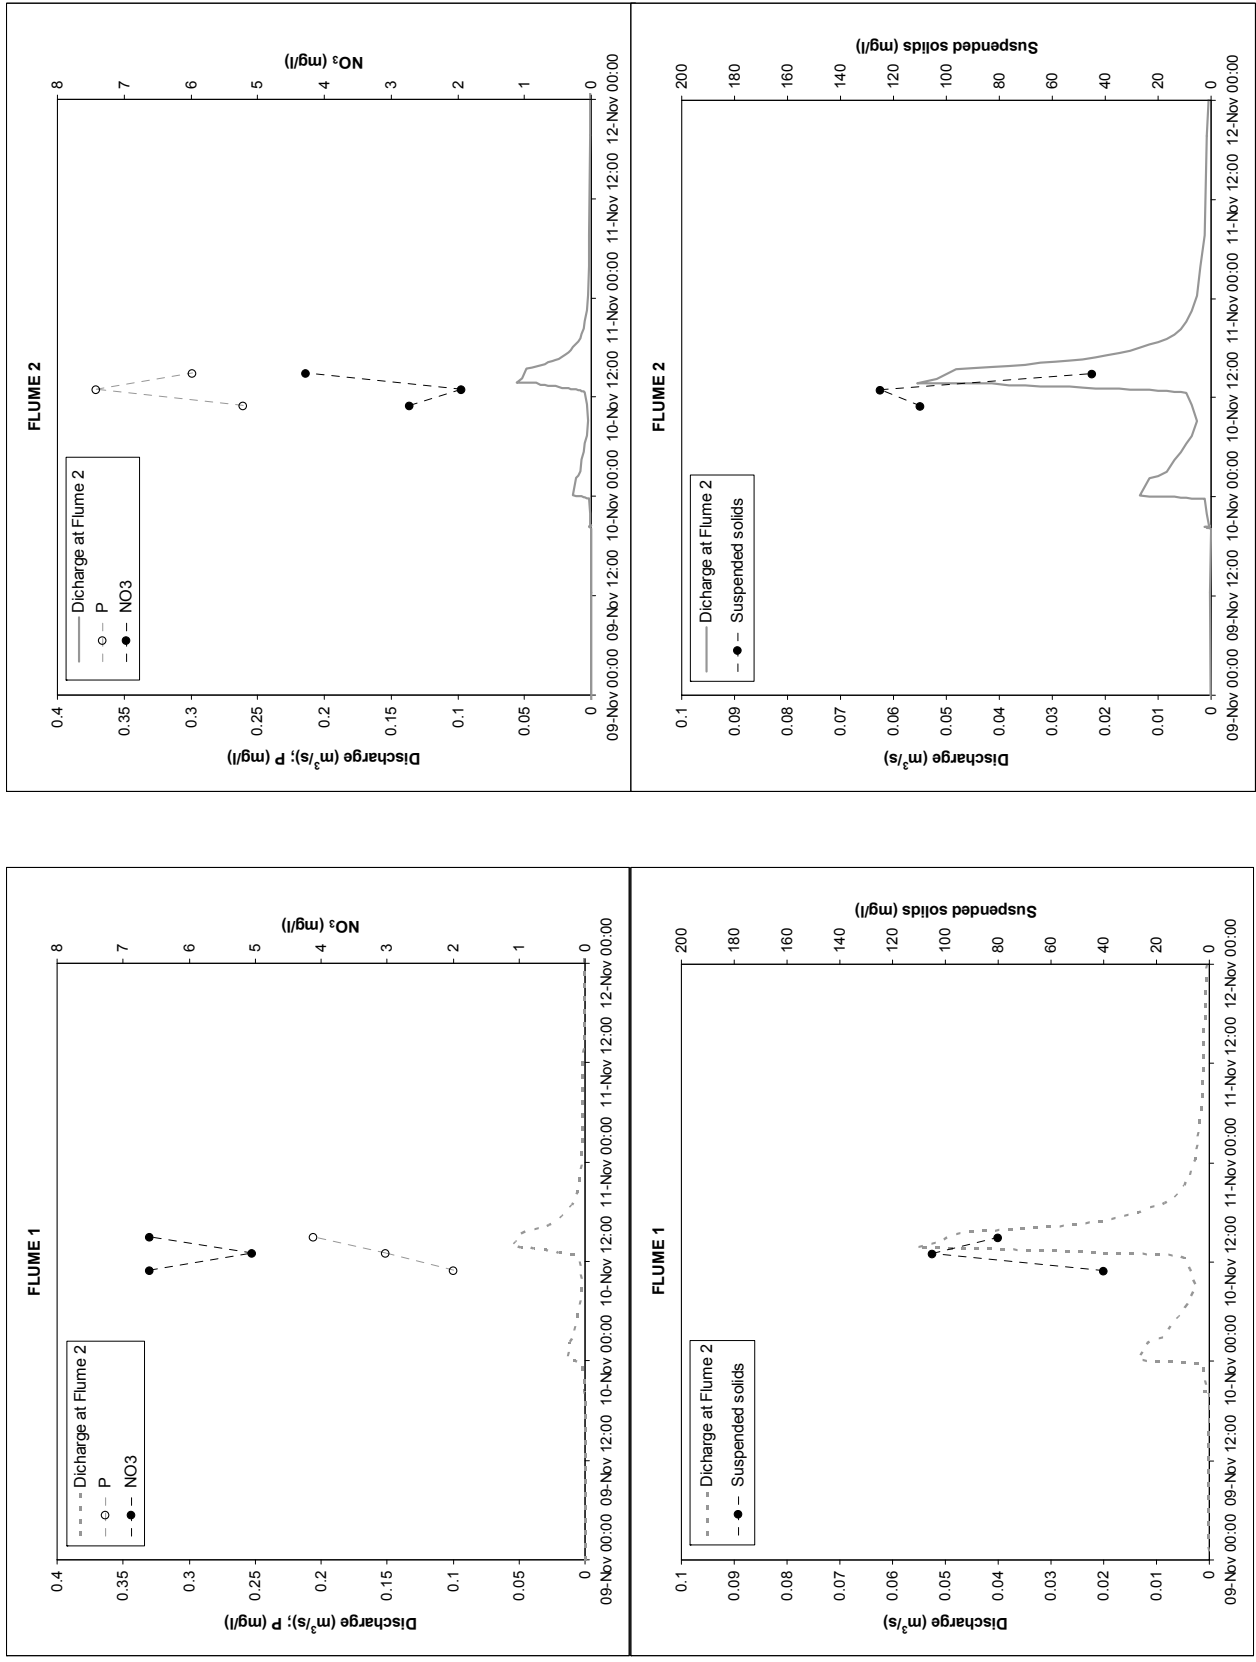 FLUME 1
Dicharge at Flume 2
P
NO3
Discharge (m³/s); P (mg/l)
0.4
0.35
0.3
0.25
0.2
0.15
0.1
0.05
0
NO₃ (mg/l)
8
7
6
5
4
3
2
1
0
09-Nov 00:00 09-Nov 12:00 10-Nov 00:00 10-Nov 12:00 11-Nov 00:00 11-Nov 12:00 12-Nov 00:00
FLUME 2
Dicharge at Flume 2
P
NO3
Discharge (m³/s); P (mg/l)
0.4
0.35
0.3
0.25
0.2
0.15
0.1
0.05
0
NO₃ (mg/l)
8
7
6
5
4
3
2
1
0
09-Nov 00:00 09-Nov 12:00 10-Nov 00:00 10-Nov 12:00 11-Nov 00:00 11-Nov 12:00 12-Nov 00:00
FLUME 1
Dicharge at Flume 2
Suspended solids
Discharge (m³/s)
0.1
0.09
0.08
0.07
0.06
0.05
0.04
0.03
0.02
0.01
0
Suspended solids
(mg/l)
200
180
160
140
120
100
80
60
40
20
0
09-Nov 00:00 09-Nov 12:00 10-Nov 00:00 10-Nov 12:00 11-Nov 00:00 11-Nov 12:00 12-Nov 00:00
FLUME 2
Dicharge at Flume 2
Suspended solids
Discharge (m³/s)
0.1
0.09
0.08
0.07
0.06
0.05
0.04
0.03
0.02
0.01
0
Suspended solids
(mg/l)
200
180
160
140
120
100
80
60
40
20
0
09-Nov 00:00 09-Nov 12:00 10-Nov 00:00 10-Nov 12:00 11-Nov 00:00 11-Nov 12:00 12-Nov 00:00